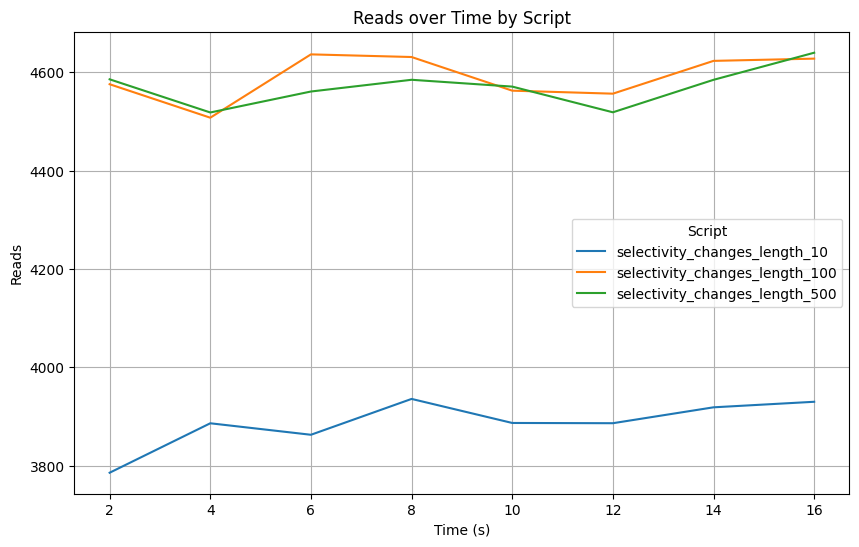 Reads over Time by Script
4600
4400
4200
4000
3800
Reads
Script
selectivity_changes_length_10
selectivity_changes_length_100
selectivity_changes_length_500
2 4 6 8 10 12 14 16
Time (s)